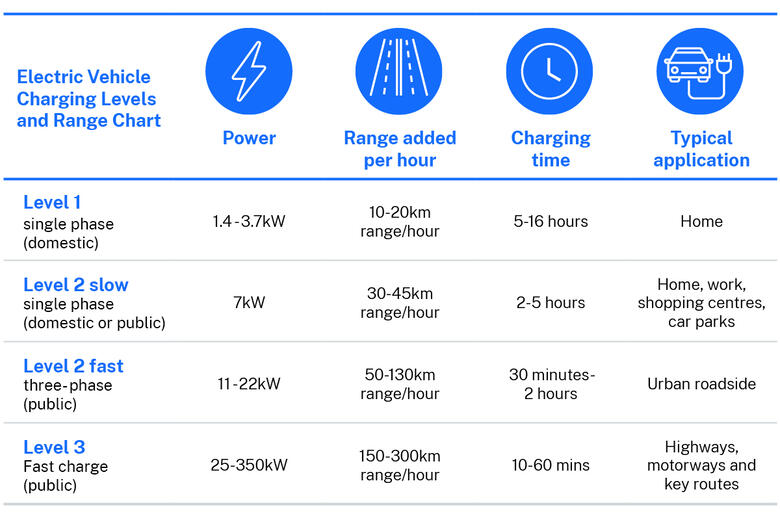 Electric Vehicle
Charging Levels
and Range Chart
Power
Range added
per hour
Charging
time
Typical
application
Level 1
single phase
(domestic)
1.4-3.7kW
10-20km
range/hour
5-16 hours
Home
Level 2 slow
single phase
(domestic or public)
7kW
30-45km
range/hour
2-5 hours
Home, work,
shopping centres,
car parks
Level 2 fast
three-phase
(public)
11-22kW
50-130km
range/hour
30 minutes-
2 hours
Urban roadside
Level 3
Fast charge
(public)
25-350kW
150-300km
range/hour
10-60 mins
Highways,
motorways and
key routes